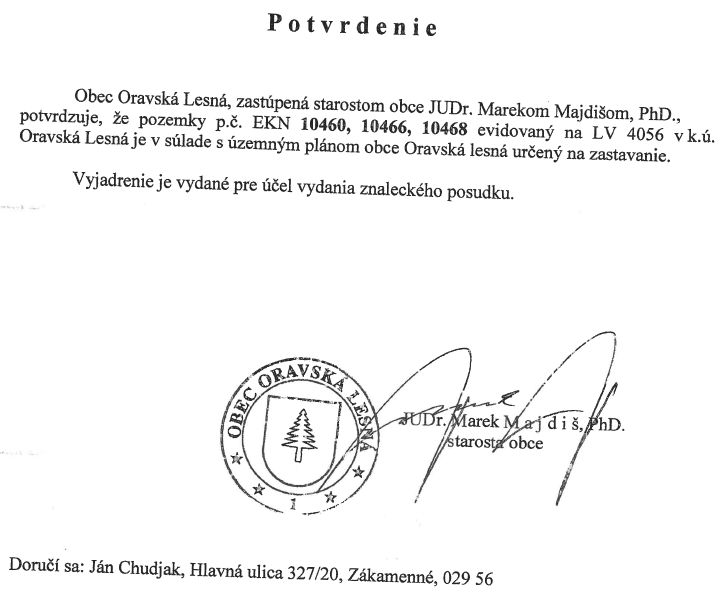 Potvrdenie
Obec Oravská Lesná, zastúpená starostom obce JUDr. Marekom Majdišom, PhD.,
potvrdzuje, že pozemky p.č. EKN 10460, 10466, 10468 evidovaný na LV 4056 v k.ú.
Oravská Lesná je v súlade s územným plánom obce Oravská lesná určený na zastavanie.
Vyjadrenie je vydané pre účel vydania znaleckého posudku.
OBEC ORAVSKÁ LESNÁ
1
JUDr. Marek Majdiš, PhD.
starosta obce
Doručí sa: Ján Chudjak, Hlavná ulica 327/20, Zákamenné, 029 56